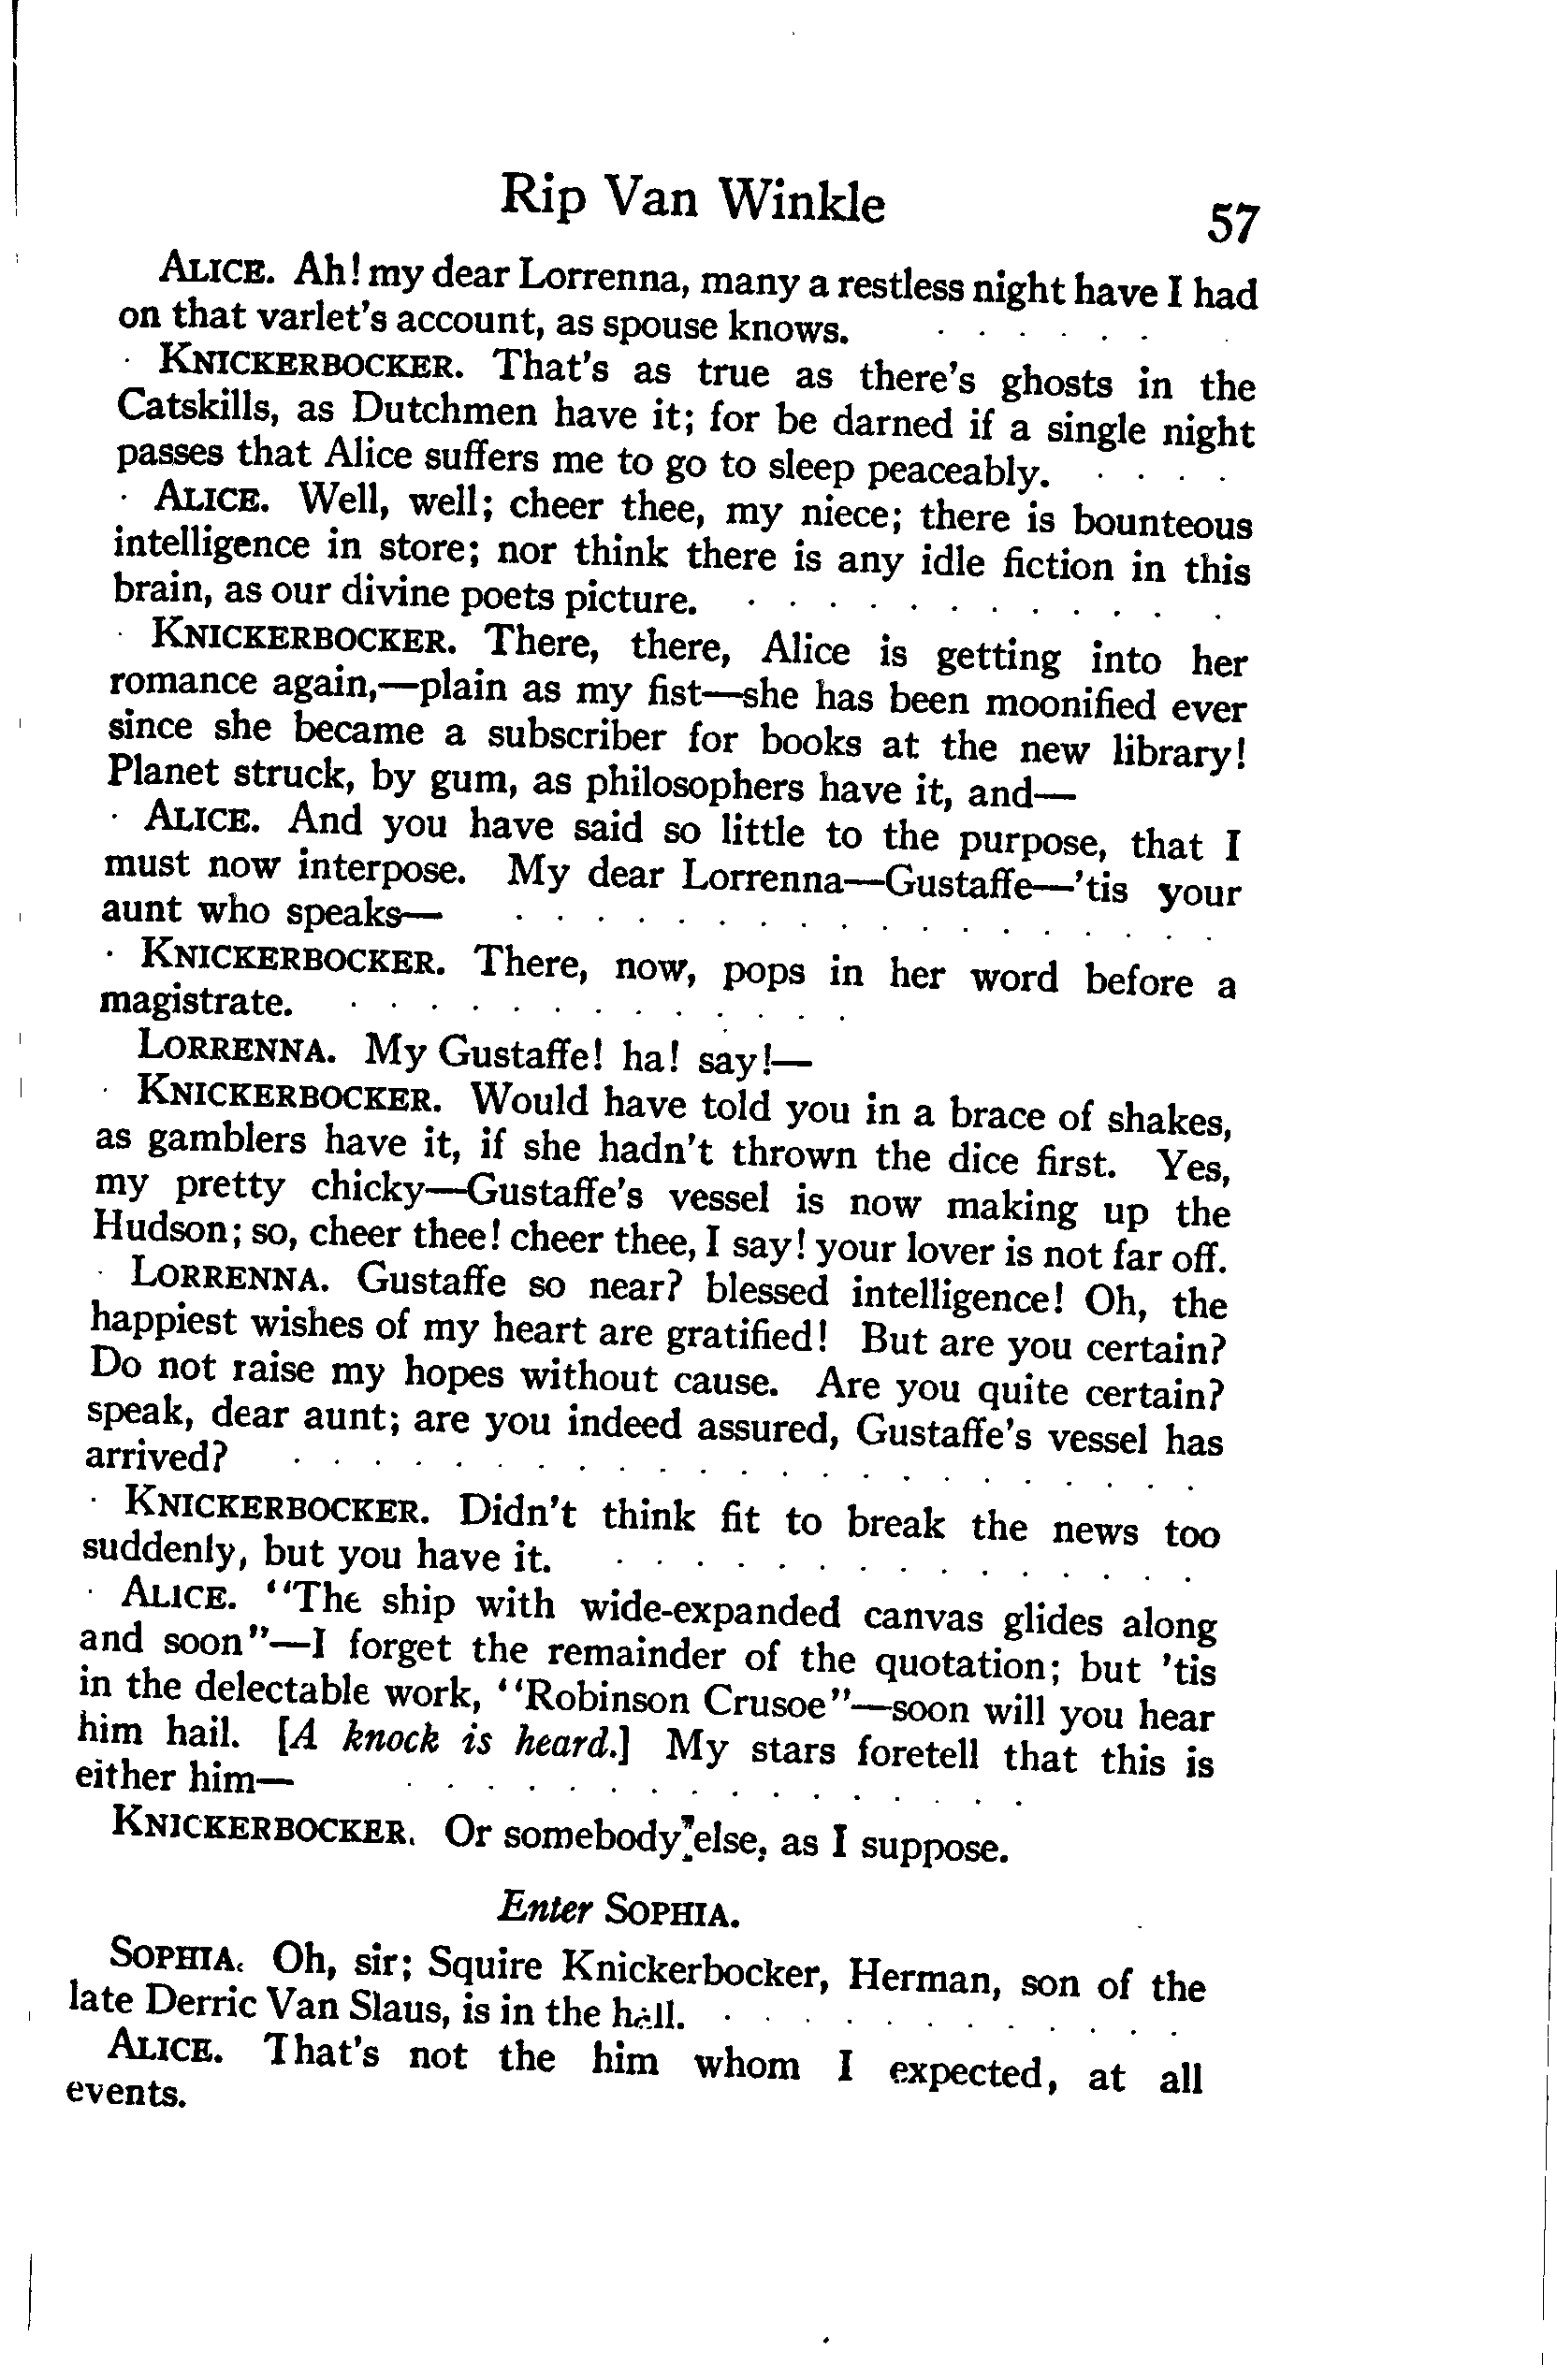 Rip Van Winkle 57
ALICE. Ah! my dear Lorrenna, many a restless night have I had
on that varlet's account, as spouse knows.
KNICKERBOCKER. That's as true as there's ghosts in the
Catskills, as Dutchmen have it; for be darned if a single night
passes that Alice suffers me to go to sleep peaceably.
ALICE. Well, well; cheer thee, my niece; there is bounteous
intelligence in store; nor think there is any idle fiction in this
brain, as our divine poets picture.
KNICKERBOCKER. There, there, Alice is getting into her
romance again,—plain as my fist—she has been moonified ever
since she became a subscriber for books at the new library!
Planet struck, by gum, as philosophers have it, and—
ALICE. And you have said so little to the purpose, that I
must now interpose. My dear Lorrenna—Gustaffe—'tis your
aunt who speaks—
KNICKERBOCKER. There, now, pops in her word before a
magistrate.
LORRENNA. My Gustaffe! ha! say!—
KNICKERBOCKER. Would have told you in a brace of shakes,
as gamblers have it, if she hadn't thrown the dice first. Yes,
my pretty chicky—Gustaffe's vessel is now making up the
Hudson; so, cheer thee! cheer thee, I say! your lover is not far off.
LORRENNA. Gustaffe so near? blessed intelligence! Oh, the
happiest wishes of my heart are gratified! But are you certain?
Do not raise my hopes without cause. Are you quite certain?
speak, dear aunt; are you indeed assured, Gustaffe's vessel has
arrived?
KNICKERBOCKER. Didn't think fit to break the news too
suddenly, but you have it.
ALICE. "The ship with wide-expanded canvas glides along
and soon"—I forget the remainder of the quotation; but 'tis
in the delectable work, "Robinson Crusoe"—soon will you hear
him hail. [A knock is heard.] My stars foretell that this is
either him—
KNICKERBOCKER. Or somebody else, as I suppose.
Enter SOPHIA.
SOPHIA. Oh, sir; Squire Knickerbocker, Herman, son of the
late Derric Van Slaus, is in the hall.
ALICE. That's not the him whom I expected, at all
events.